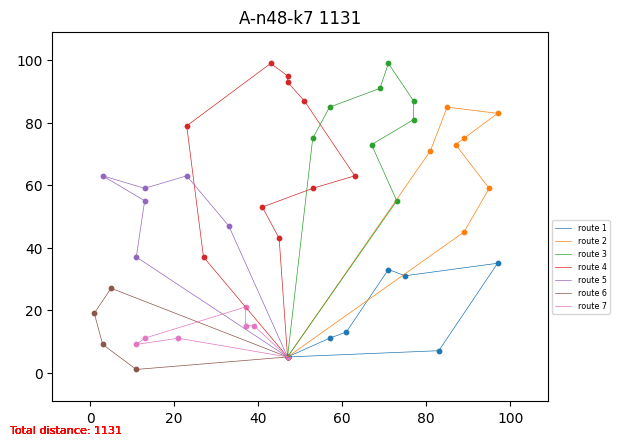 A-n48-k7 1131
100
80
60
40
20
0
0 20 40 60 80 100
route 1
route 2
route 3
route 4
route 5
route 6
route 7
Total distance: 1131